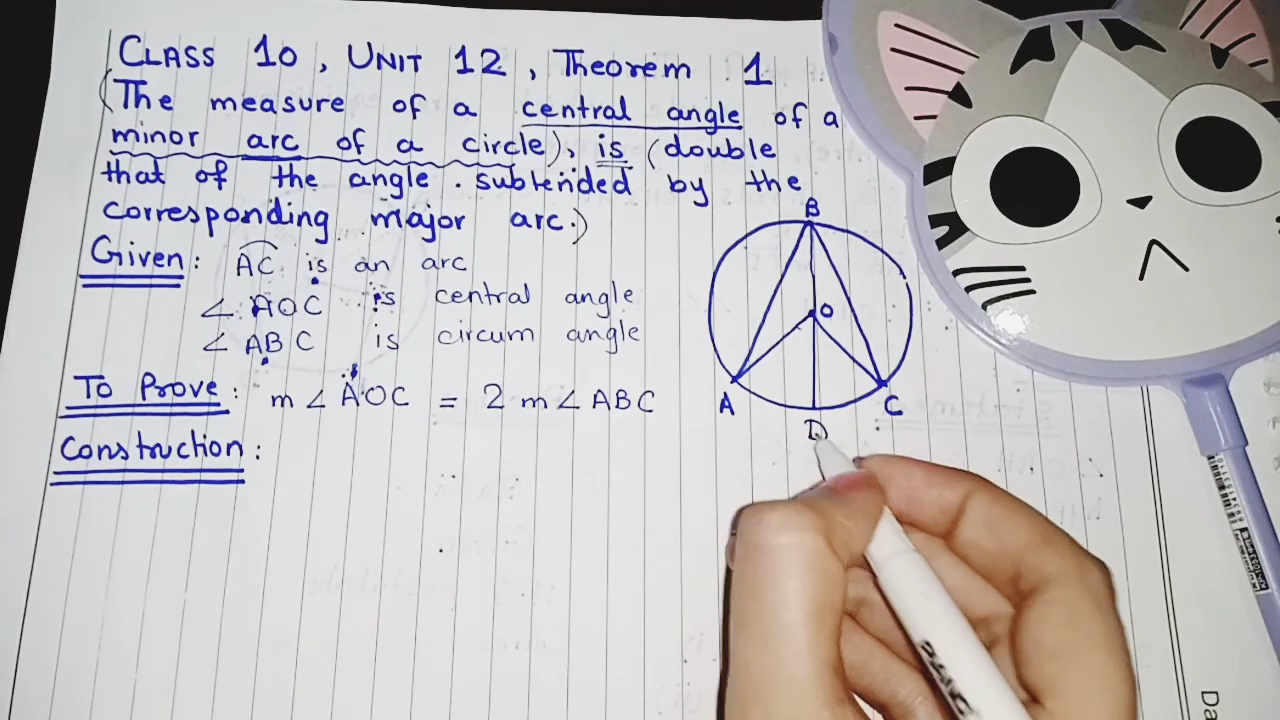 CLASS 10, UNIT 12, Theorem 1
(The measure of a central angle of a
minor arc of a circle), is (double
that of the angle subtended by the
corresponding major arc.)
Given: AC is an arc
∠AOC is central angle
∠ABC is circum angle
To Prove: m∠AOC = 2m∠ABC
Construction:
B
O
A
C
D
Da